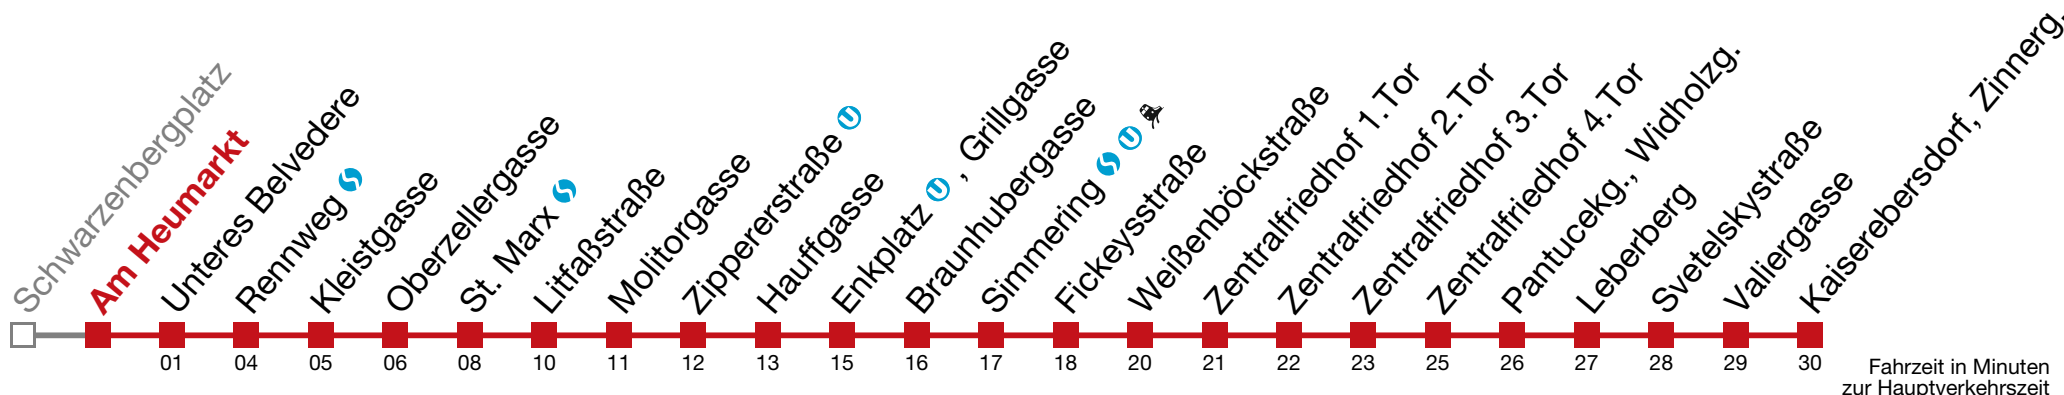 Schwarzenbergplatz
Am Heumarkt
Unteres Belvedere
Rennweg
Kleistgasse
Oberzellergasse
St. Marx
Litfaßstraße
Molitorgasse
Zippererstraße U
Hauffgasse
Enkplatz U , Grillgasse
Braunhubergasse
Simmering U
Fickeysstraße
Weißenböckstraße
Zentralfriedhof 1.Tor
Zentralfriedhof 2.Tor
Zentralfriedhof 3.Tor
Zentralfriedhof 4.Tor
Pantucekg., Widholzg.
Leberberg
Svetelskystraße
Valiergasse
Kaiserebersdorf, Zinnerg.
01 04 05 06 08 10 11 12 13 15 16 17 18 20 21 22 23 25 26 27 28 29 30
Fahrzeit in Minuten
zur Hauptverkehrszeit